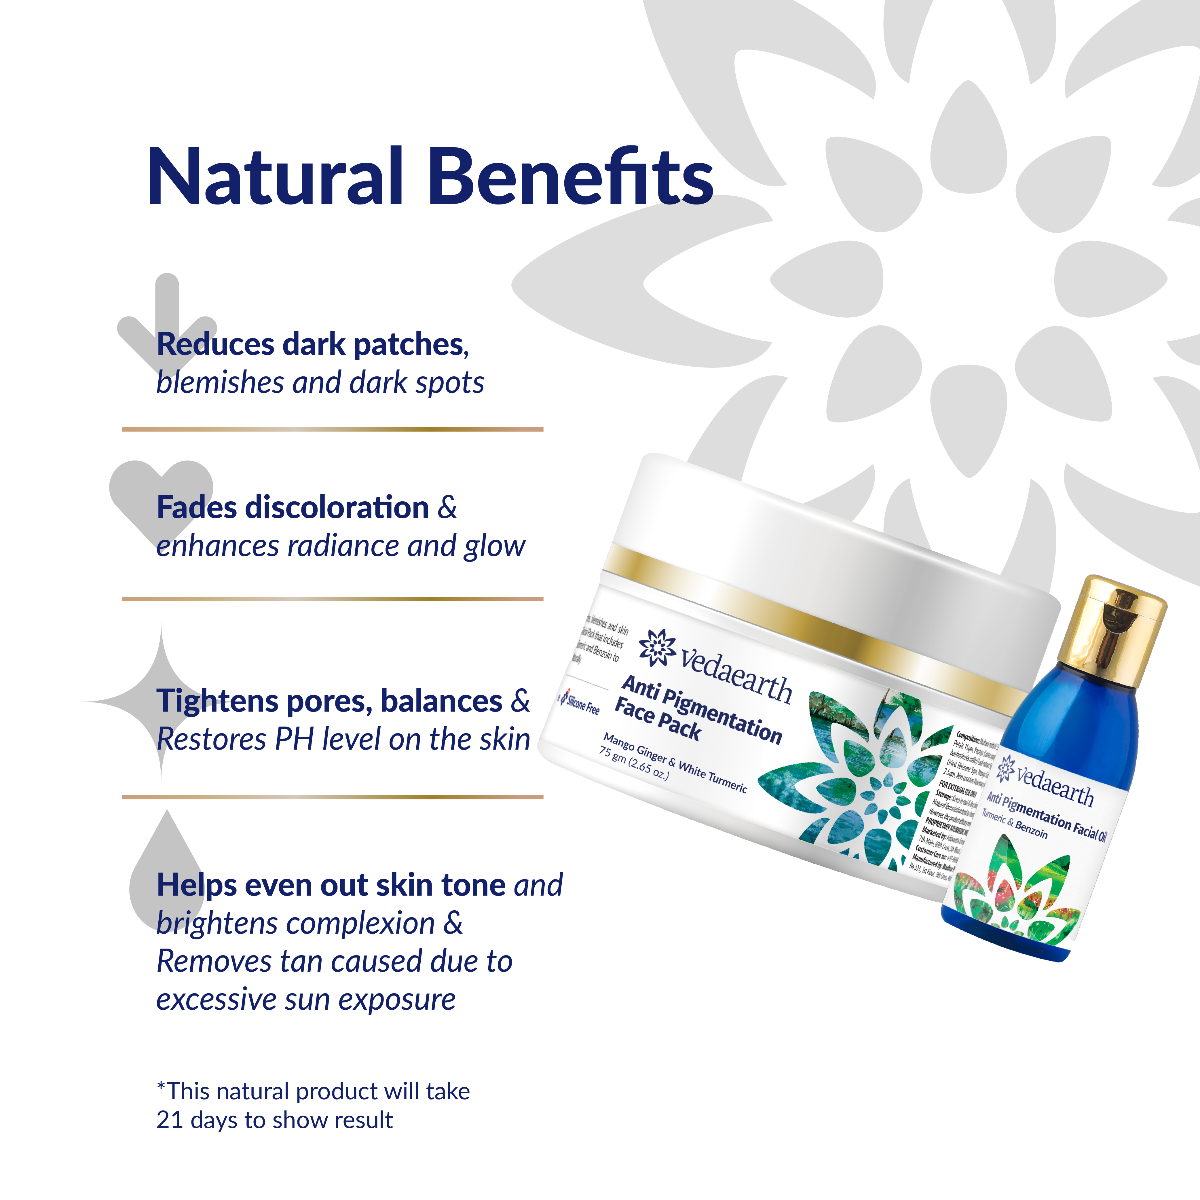 Natural Benefits
Reduces dark patches,
blemishes and dark spots
Fades discoloration &
enhances radiance and glow
Tightens pores, balances &
Restores PH level on the skin
Helps even out skin tone and
brightens complexion &
Removes tan caused due to
excessive sun exposure
*This natural product will take
21 days to show result
vedaearth
Anti Pigmentation
Face Pack
Mango Ginger & White Turmeric
75 gm (2.65 oz.)
Silicone Free
vedaearth
Anti Pigmentation Facial Oil
Turmeric & Benzoin